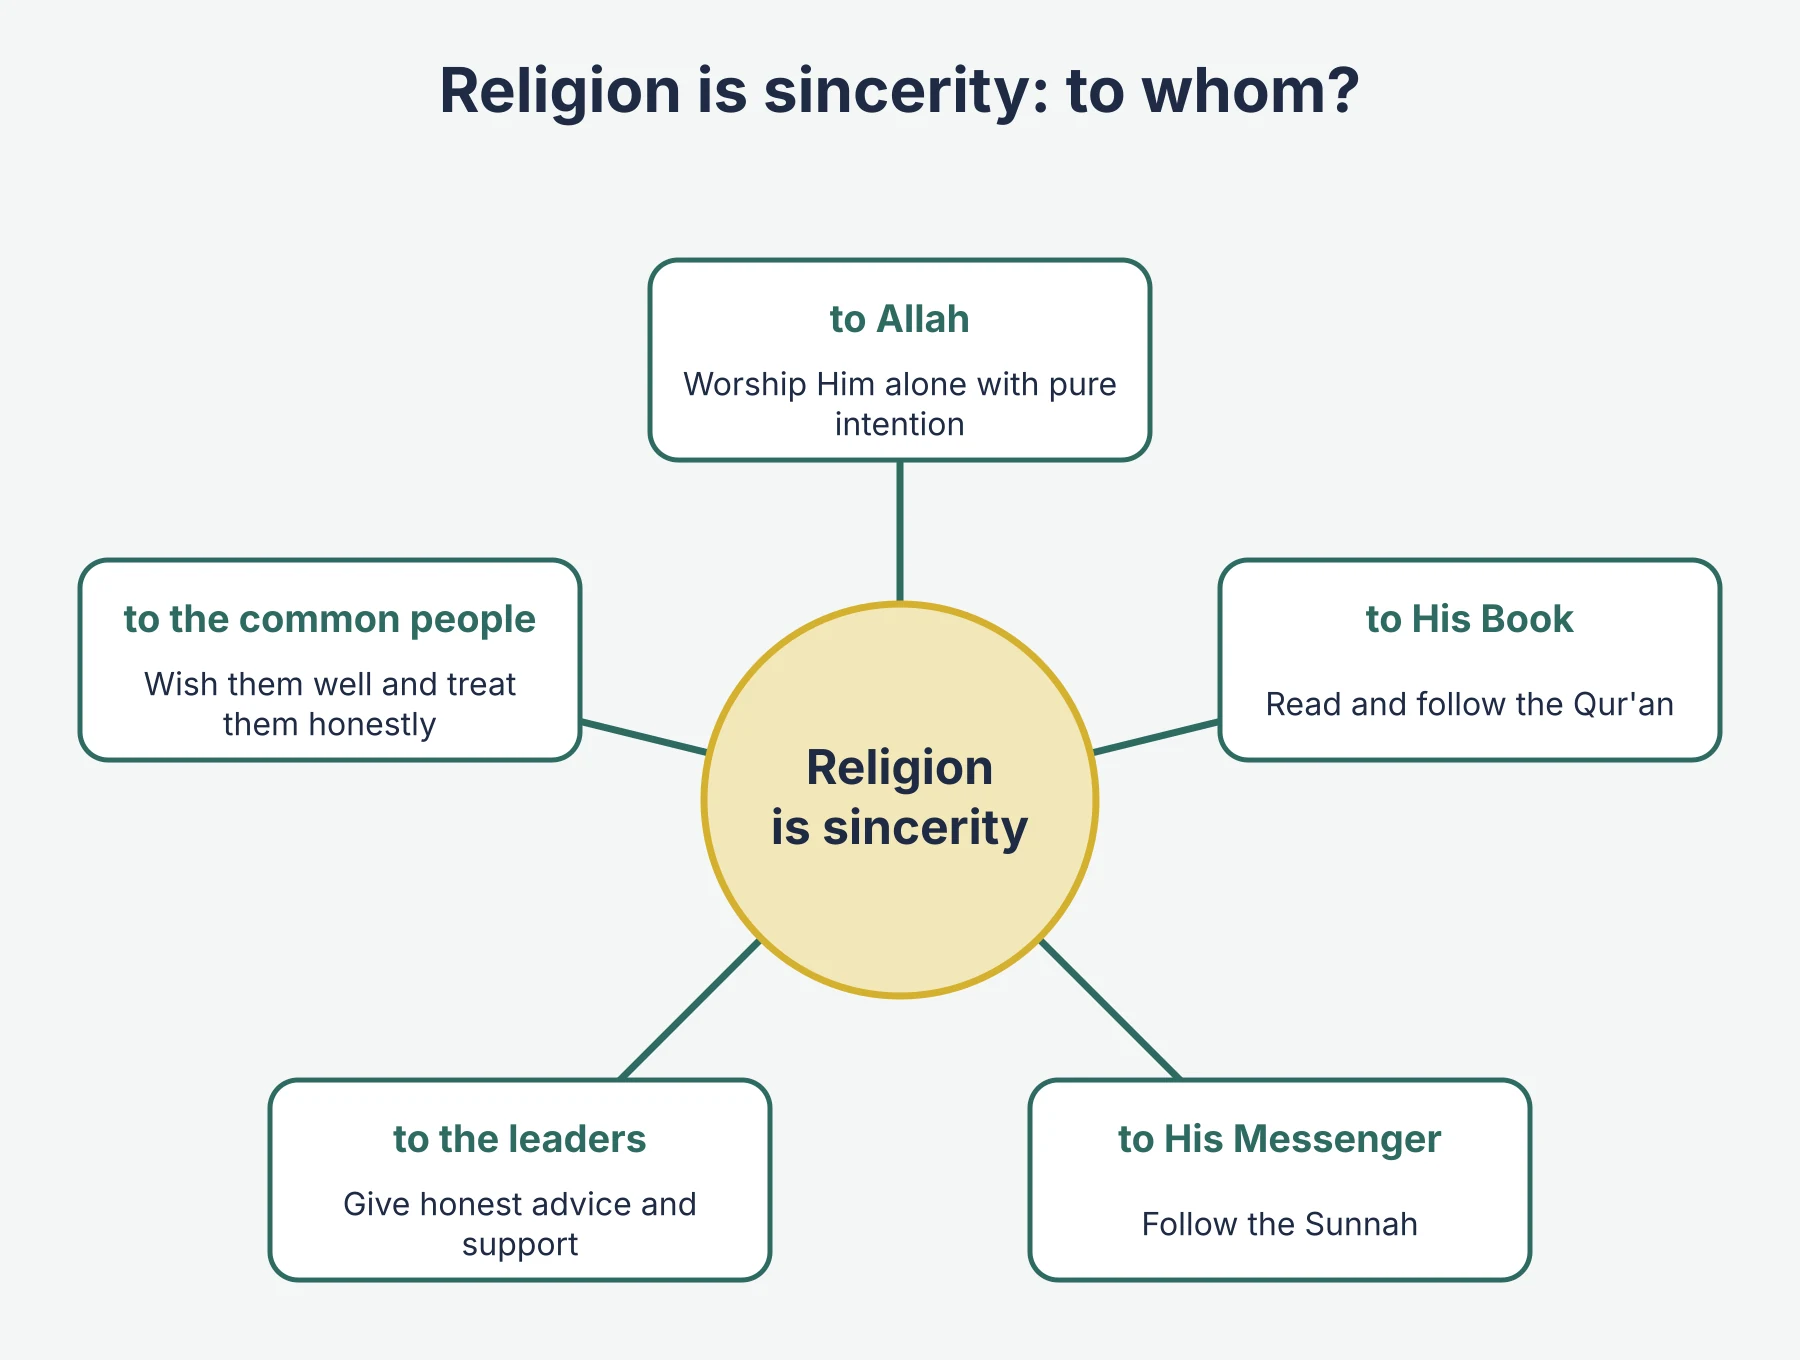 Religion is sincerity: to whom?
to Allah
Worship Him alone with pure
intention
to the common people
Wish them well and treat
them honestly
to His Book
Read and follow the Qur'an
Religion
is sincerity
to the leaders
Give honest advice and
support
to His Messenger
Follow the Sunnah